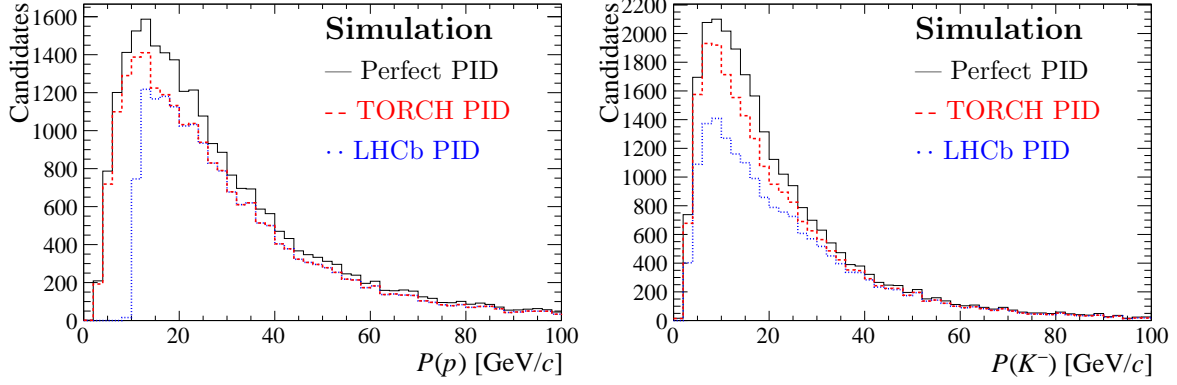 Candidates
1600
1400
1200
1000
800
600
400
200
0
Simulation
Perfect PID
TORCH PID
LHCb PID
0 20 40 60 80 100
P(p) [GeV/c]
Candidates
2200
2000
1800
1600
1400
1200
1000
800
600
400
200
0
Simulation
Perfect PID
TORCH PID
LHCb PID
0 20 40 60 80 100
P(K⁻) [GeV/c]